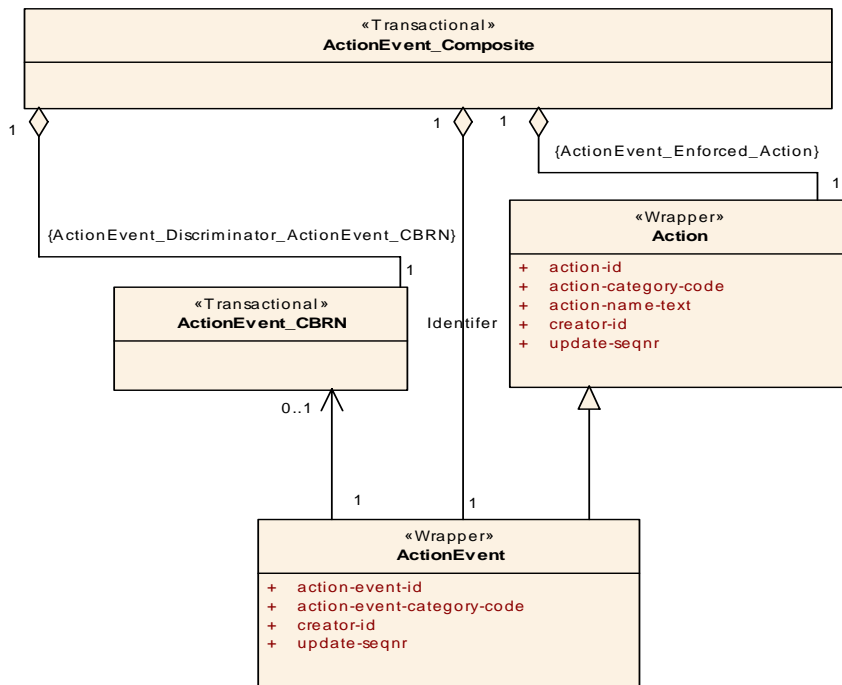 «Transactional»
ActionEvent_Composite
1
1
1
{ActionEvent_Enforced_Action}
1
{ActionEvent_Discriminator_ActionEvent_CBRN}
1
«Wrapper»
Action
+ action-id
+ action-category-code
+ action-name-text
+ creator-id
+ update-seqnr
«Transactional»
ActionEvent_CBRN
Identifer
0..1
1
1
«Wrapper»
ActionEvent
+ action-event-id
+ action-event-category-code
+ creator-id
+ update-seqnr